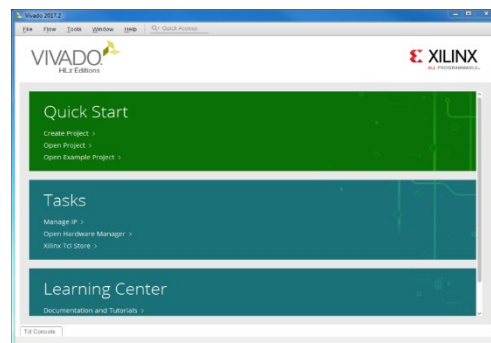 Vivado 2017.2
File Flow Tools Window Help Quick Access
VIVADO
HLx Editions
XILINX
ALL PROGRAMMABLE.
Quick Start
Create Project >
Open Project >
Open Example Project >
Tasks
Manage IP >
Open Hardware Manager >
Xilinx Tcl Store >
Learning Center
Documentation and Tutorials >
Tcl Console